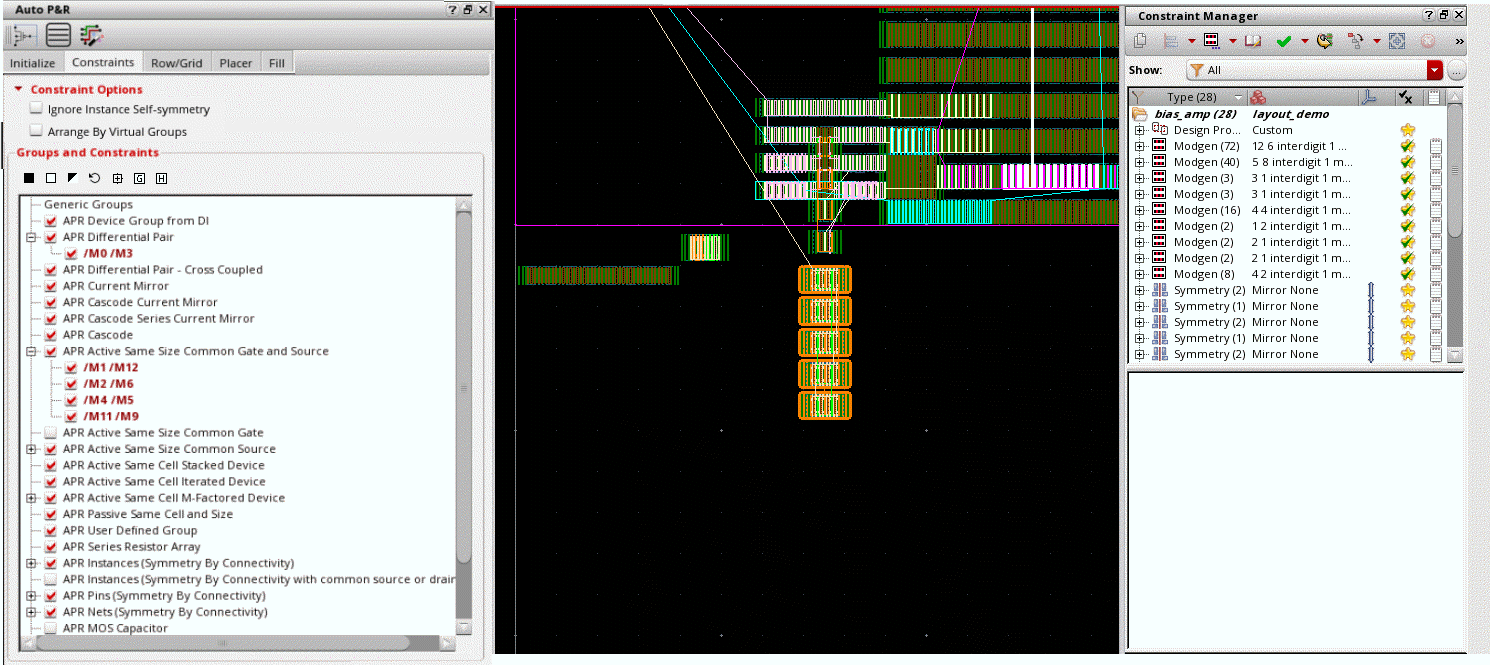 Auto P&R
Initialize Constraints Row/Grid Placer Fill
Constraint Options
Ignore Instance Self-symmetry
Arrange By Virtual Groups
Groups and Constraints
G H
Generic Groups
APR Device Group from DI
APR Differential Pair
/M0 /M3
APR Differential Pair - Cross Coupled
APR Current Mirror
APR Cascode Current Mirror
APR Cascode Series Current Mirror
APR Cascode
APR Active Same Size Common Gate and Source
/M1 /M12
/M2 /M6
/M4 /M5
/M11 /M9
APR Active Same Size Common Gate
APR Active Same Size Common Source
APR Active Same Cell Stacked Device
APR Active Same Cell Iterated Device
APR Active Same Cell M-Factored Device
APR Passive Same Cell and Size
APR User Defined Group
APR Series Resistor Array
APR Instances (Symmetry By Connectivity)
APR Instances (Symmetry By Connectivity with common source or drair
APR Pins (Symmetry By Connectivity)
APR Nets (Symmetry By Connectivity)
APR MOS Capacitor
Constraint Manager
Show: All ...
Type (28)
bias_amp (28) layout_demo
Design Pro... Custom
Modgen (72) 12 6 interdigit 1 ...
Modgen (40) 5 8 interdigit 1 m...
Modgen (3) 3 1 interdigit 1 m...
Modgen (3) 3 1 interdigit 1 m...
Modgen (16) 4 4 interdigit 1 m...
Modgen (2) 1 2 interdigit 1 m...
Modgen (2) 2 1 interdigit 1 m...
Modgen (2) 2 1 interdigit 1 m...
Modgen (8) 4 2 interdigit 1 m...
Symmetry (2) Mirror None
Symmetry (1) Mirror None
Symmetry (2) Mirror None
Symmetry (1) Mirror None
Symmetry (2) Mirror None